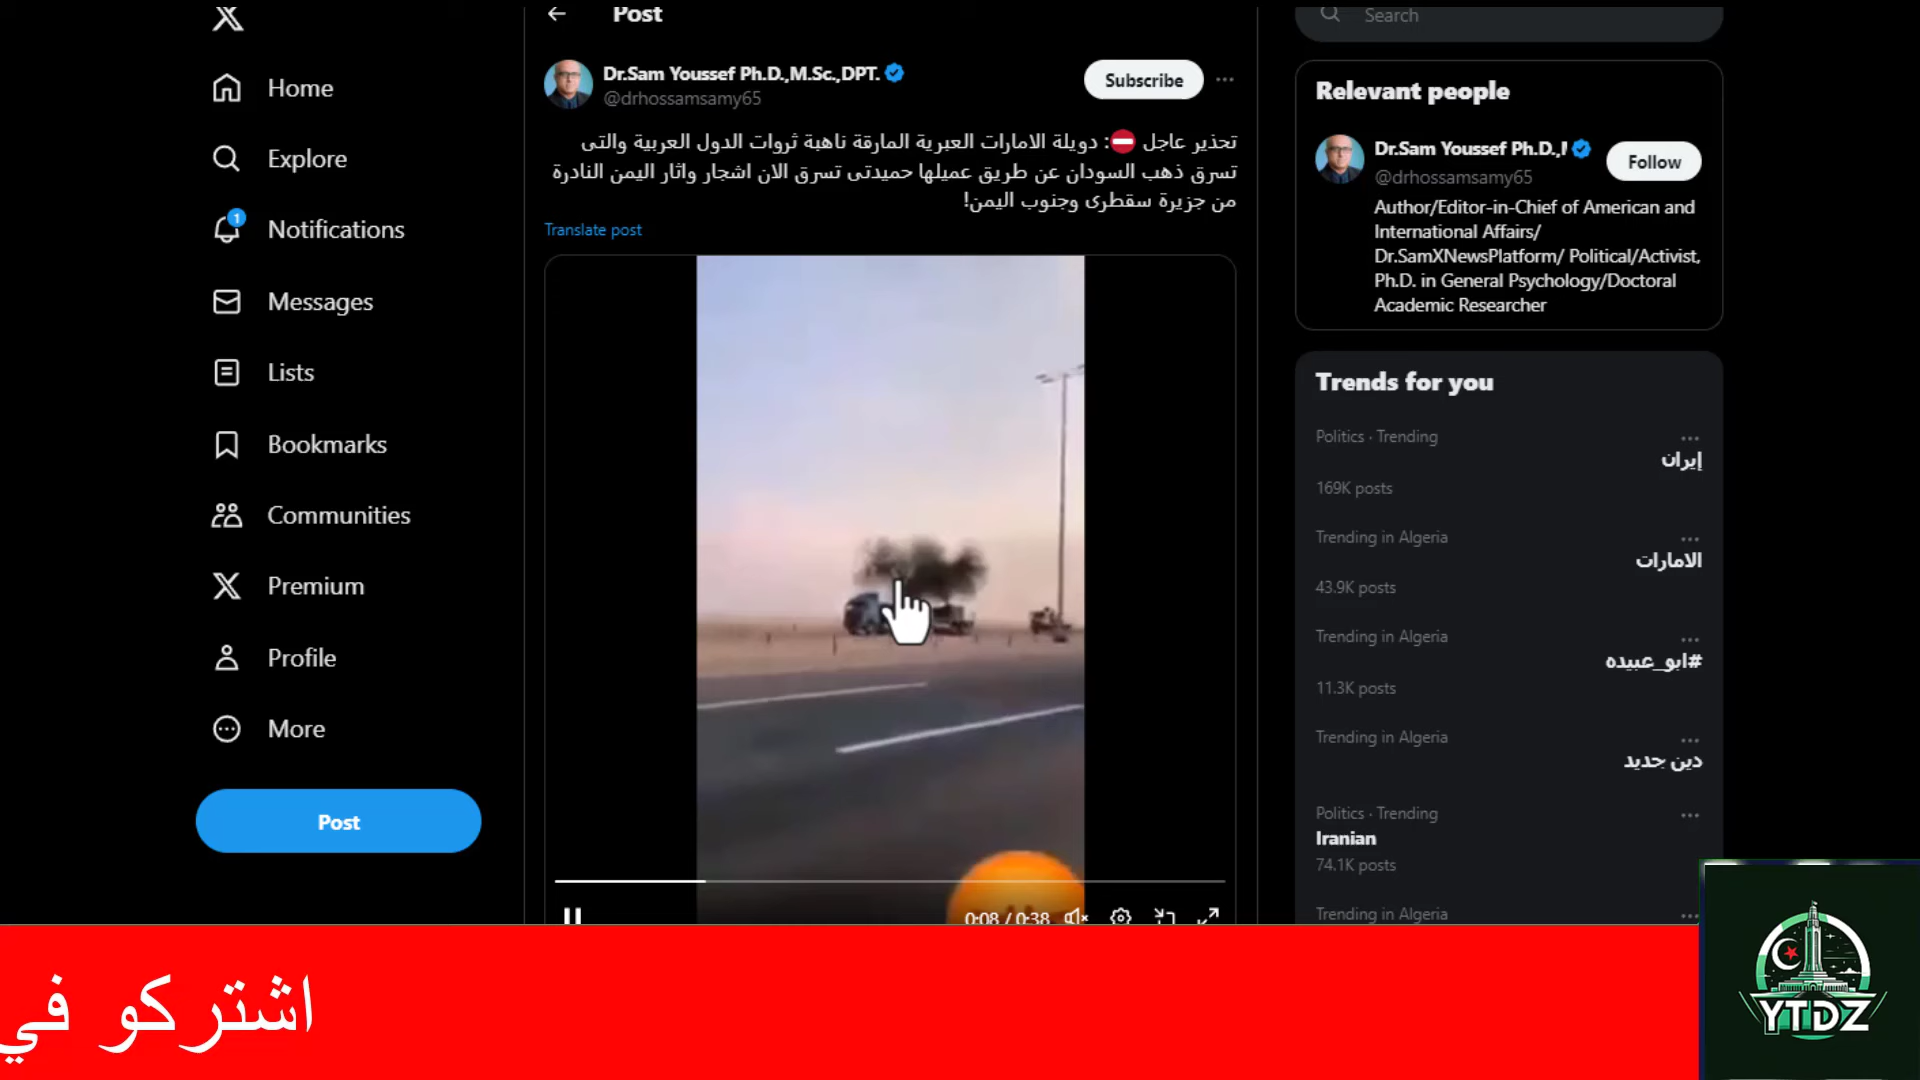 Home
Explore
1
Notifications
Messages
Lists
Bookmarks
Communities
Premium
Profile
More
Post
Post
Dr.Sam Youssef Ph.D.,M.Sc.,DPT.
@drhossamsamy65
Subscribe
تحذير عاجل ⛔: دويلة الامارات العبرية المارقة ناهبة ثروات الدول العربية والتى
تسرق ذهب السودان عن طريق عميلها حميدتى تسرق الان اشجار واثار اليمن النادرة
من جزيرة سقطرى وجنوب اليمن!
Translate post
0:08 / 0:38
Search
Relevant people
Dr.Sam Youssef Ph.D.,
@drhossamsamy65
Follow
Author/Editor-in-Chief of American and
International Affairs/
Dr.SamXNewsPlatform/ Political/Activist,
Ph.D. in General Psychology/Doctoral
Academic Researcher
Trends for you
Politics · Trending
إيران
169K posts
Trending in Algeria
الامارات
43.9K posts
Trending in Algeria
#ابو_عبيده
11.3K posts
Trending in Algeria
دين جديد
Politics · Trending
Iranian
74.1K posts
Trending in Algeria
اشتركو في
YTDZ